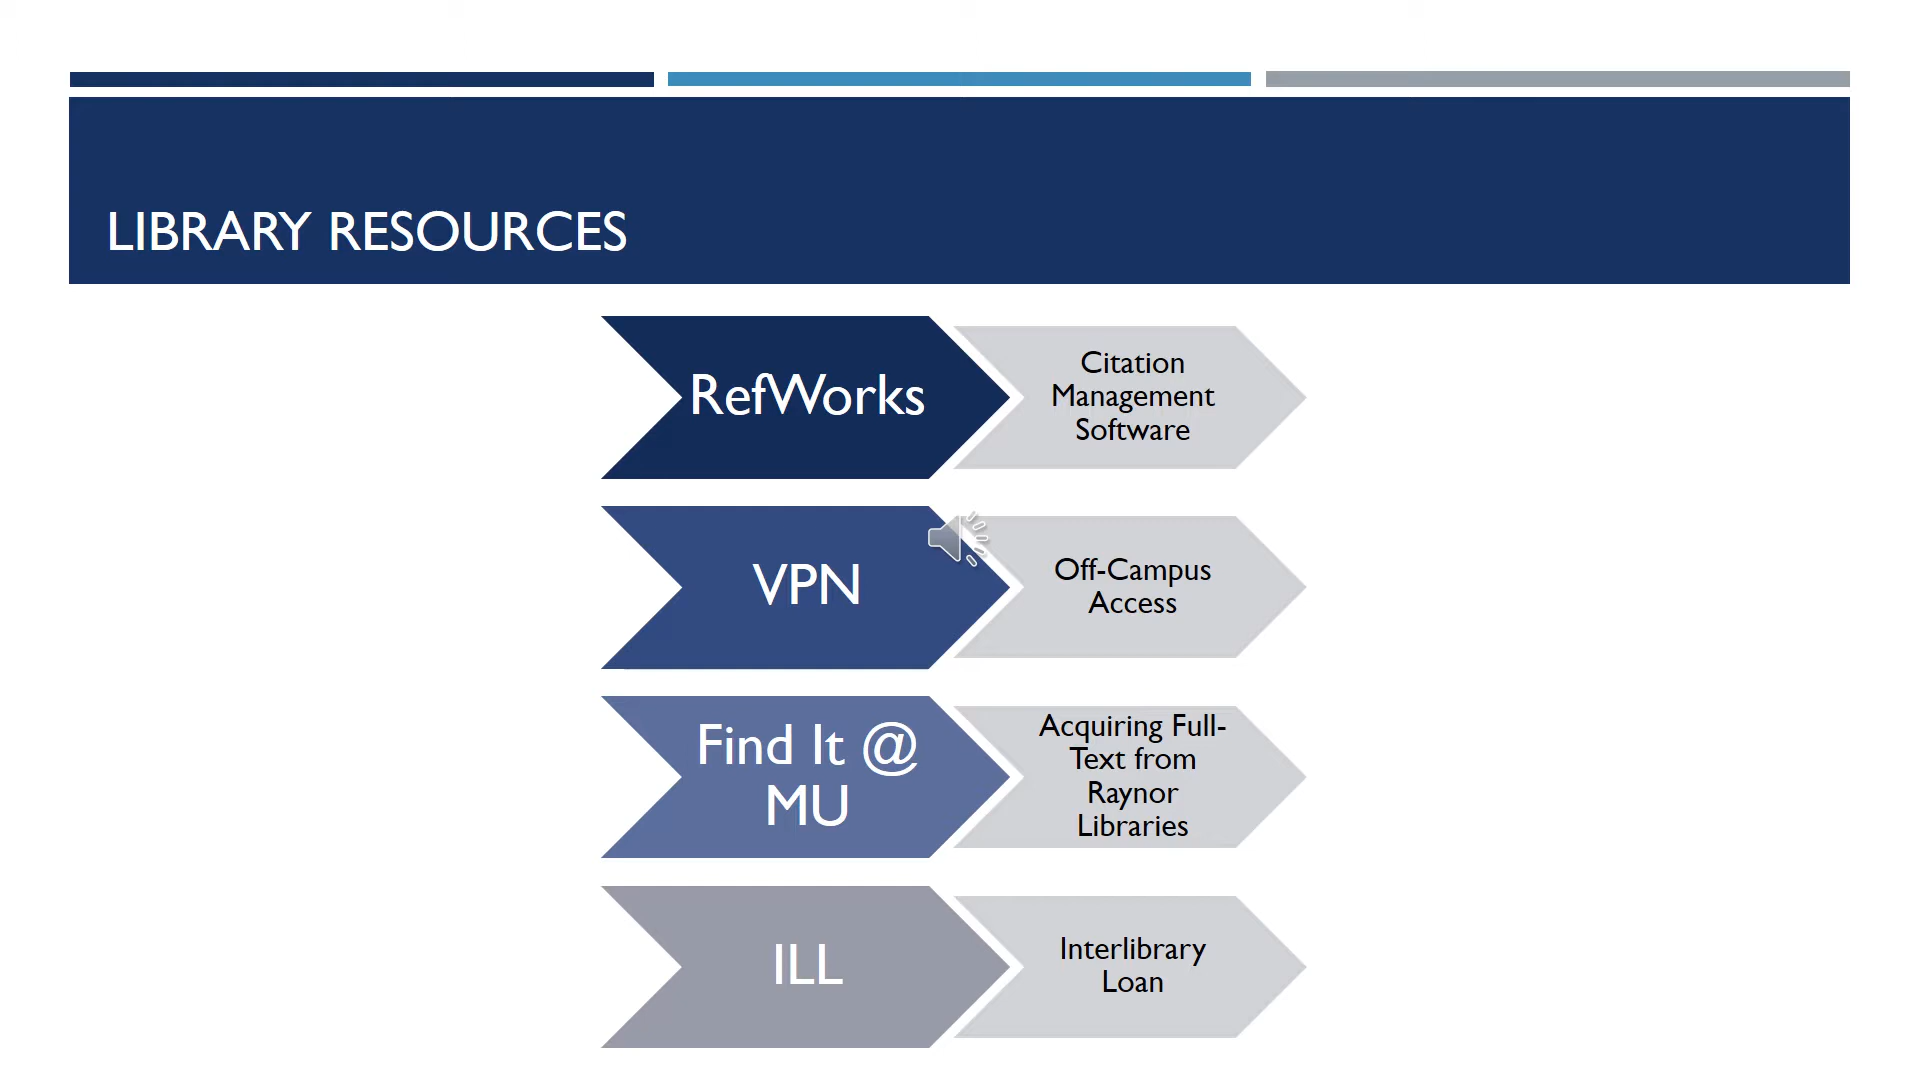 LIBRARY RESOURCES
RefWorks
Citation
Management
Software
VPN
Off-Campus
Access
Find It @
MU
Acquiring Full-
Text from
Raynor
Libraries
ILL
Interlibrary
Loan